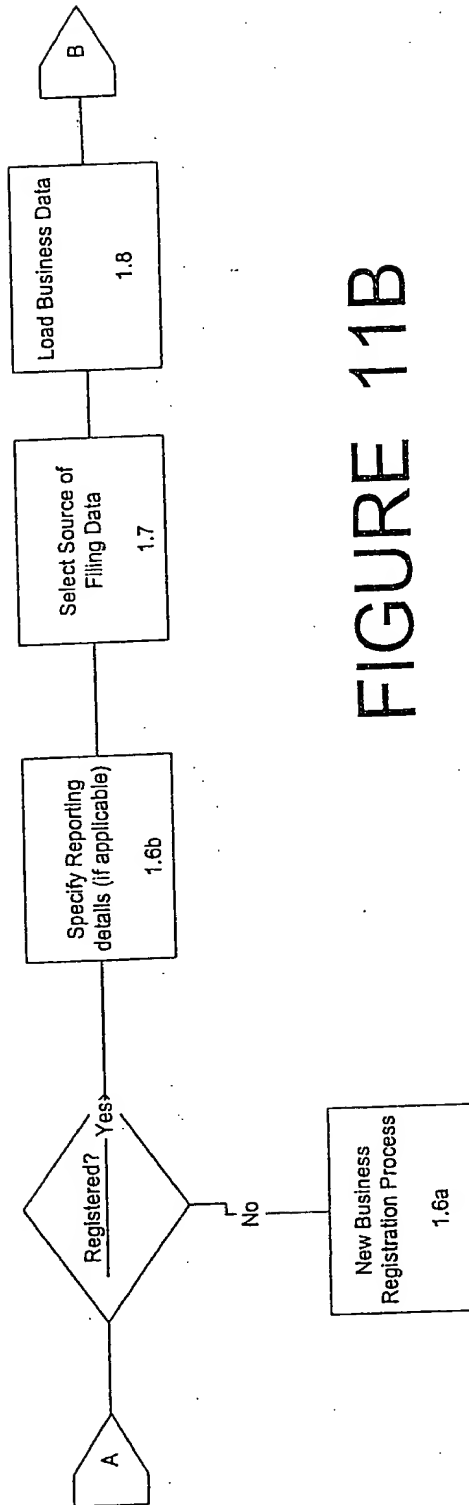 A
Registered?
Yes
No
New Business
Registration Process
1.6a
Specify Reporting
details (if applicable)
1.6b
Select Source of
Filing Data
1.7
Load Business Data
1.8
B
FIGURE 11B